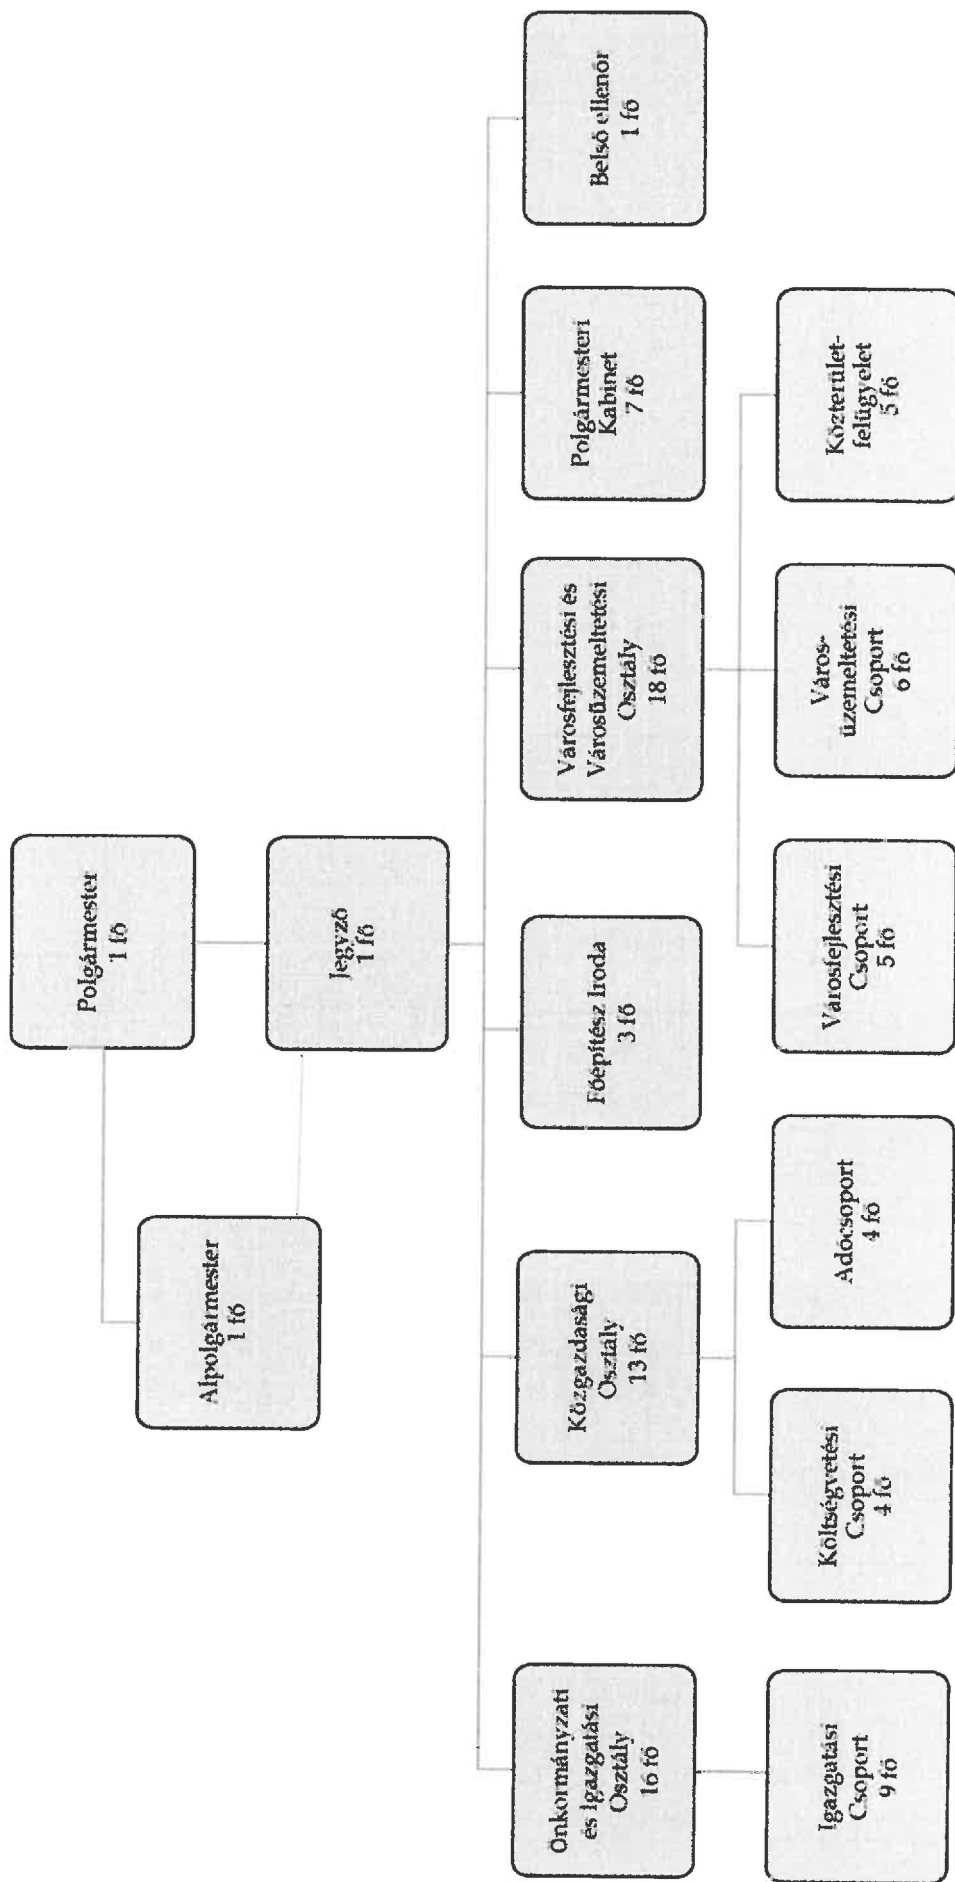 Polgármester
1 fő
Alpolgármester
1 fő
Jegyző
1 fő
Önkormányzati
és Igazgatási
Osztály
16 fő
Közgazdasági
Osztály
13 fő
Főépítész Iroda
3 fő
Városfejlesztési és
Városüzemeltetési
Osztály
18 fő
Polgármesteri
Kabinet
7 fő
Belső ellenőr
1 fő
Igazgatási
Csoport
9 fő
Költségvetési
Csoport
4 fő
Adócsoport
4 fő
Városfejlesztési
Csoport
5 fő
Város-
üzemeltetési
Csoport
6 fő
Közterület-
felügyelet
5 fő